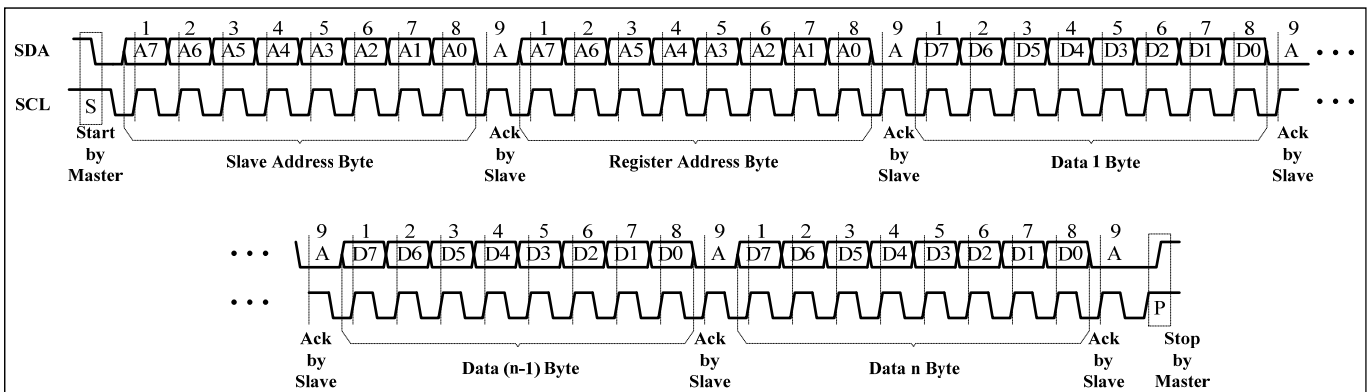 1 2 3 4 5 6 7 8 9 1 2 3 4 5 6 7 8 9 1 2 3 4 5 6 7 8 9
SDA A7 A6 A5 A4 A3 A2 A1 A0 A A7 A6 A5 A4 A3 A2 A1 A0 A D7 D6 D5 D4 D3 D2 D1 D0 A • • •
SCL S • • •
Start by Master
Slave Address Byte
Ack by Slave
Register Address Byte
Ack by Slave
Data 1 Byte
Ack by Slave
9 1 2 3 4 5 6 7 8 9 1 2 3 4 5 6 7 8 9
• • • A D7 D6 D5 D4 D3 D2 D1 D0 A D7 D6 D5 D4 D3 D2 D1 D0 A
• • • P
Ack by Slave
Data (n-1) Byte
Ack by Slave
Data n Byte
Ack by Slave
Stop by Master